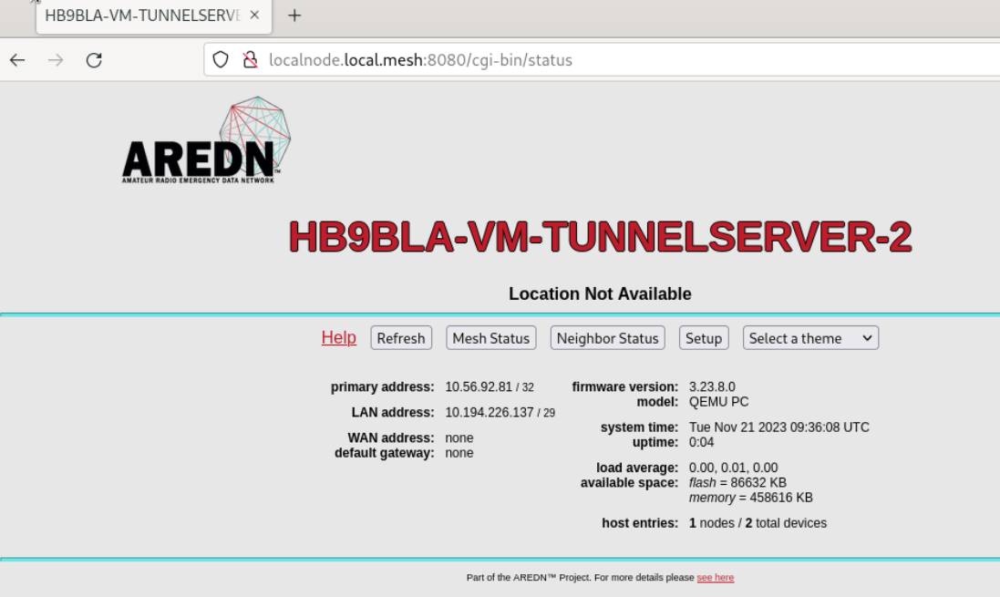 HB9BLA-VM-TUNNELSERVE
localnode.local.mesh:8080/cgi-bin/status
AREDN™
AMATEUR RADIO EMERGENCY DATA NETWORK
HB9BLA-VM-TUNNELSERVER-2
Location Not Available
Help Refresh Mesh Status Neighbor Status Setup Select a theme
primary address: 10.56.92.81 / 32
LAN address: 10.194.226.137 / 29
WAN address: none
default gateway: none
firmware version: 3.23.8.0
model: QEMU PC
system time: Tue Nov 21 2023 09:36:08 UTC
uptime: 0:04
load average: 0.00, 0.01, 0.00
available space: flash = 86632 KB
memory = 458616 KB
host entries: 1 nodes / 2 total devices
Part of the AREDN™ Project. For more details please see here